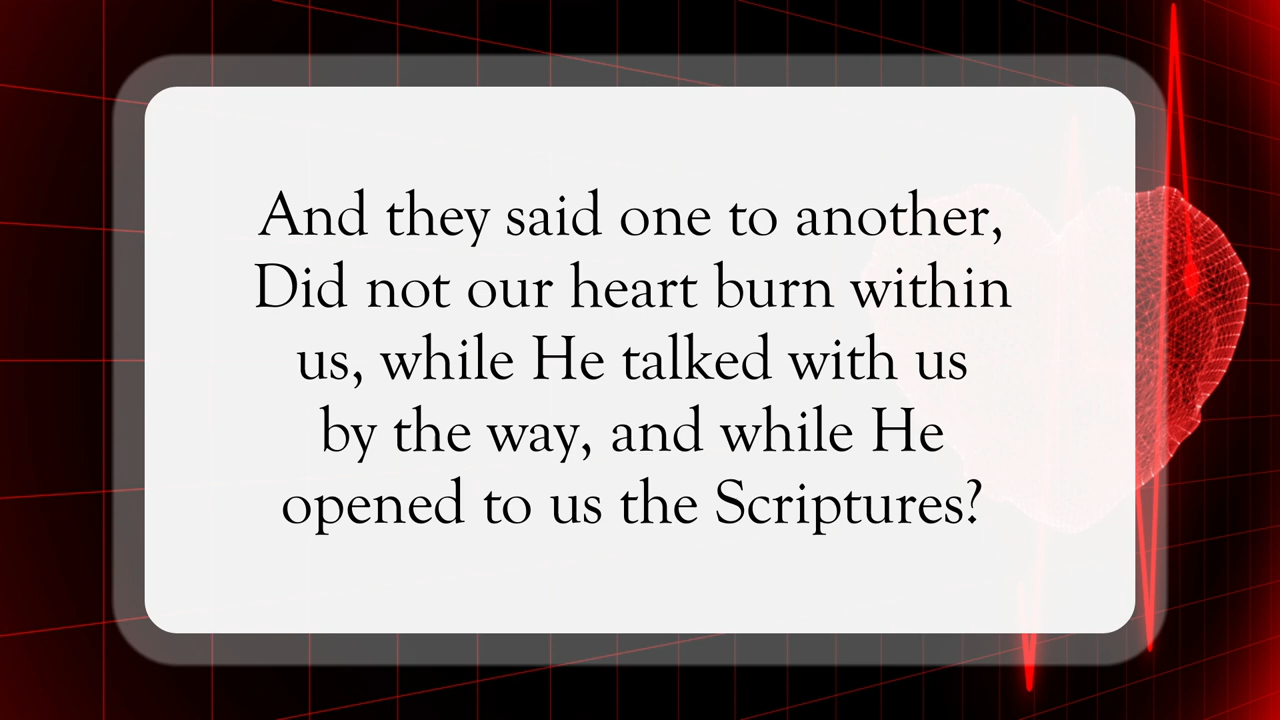 And they said one to another,
Did not our heart burn within
us, while He talked with us
by the way, and while He
opened to us the Scriptures?